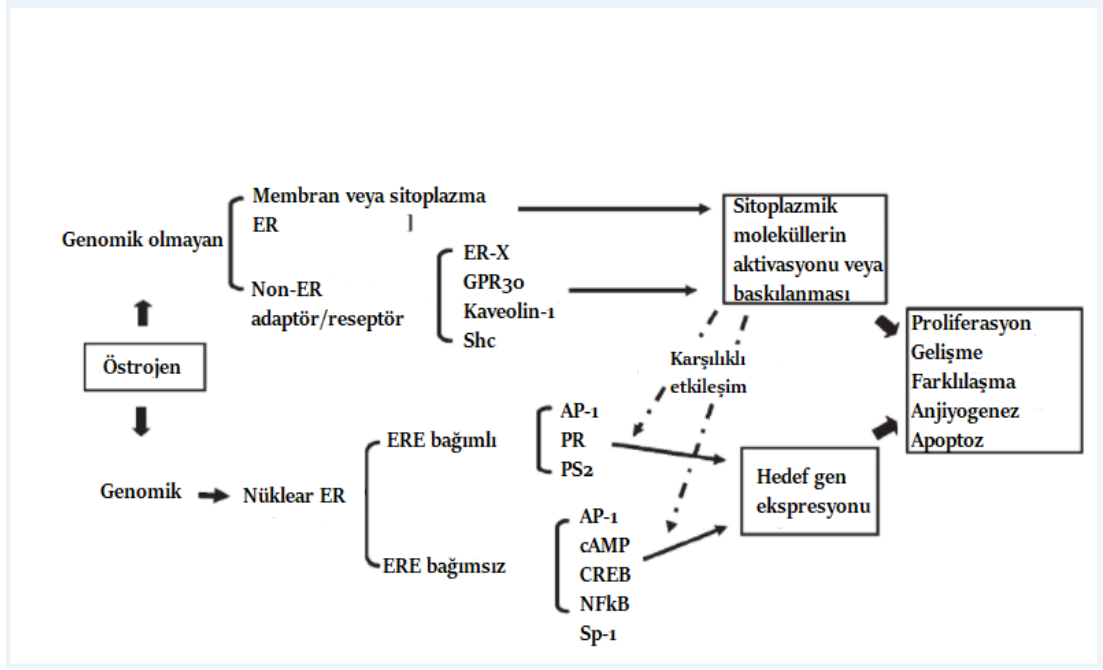 Membran veya sitoplazma
ER ]
Genomik olmayan
Non-ER
adaptör/reseptör
ER-X
GPR30
Kaveolin-1
Shc
Sitoplazmik
moleküllerin
aktivasyonu veya
baskılanması
Östrojen
Karşılıklı
etkileşim
Proliferasyon
Gelişme
Farklılaşma
Anjiyogenez
Apoptoz
Genomik
Nüklear ER
ERE bağımlı
AP-1
PR
PS2
ERE bağımsız
AP-1
cAMP
CREB
NFkB
Sp-1
Hedef gen
ekspresyonu